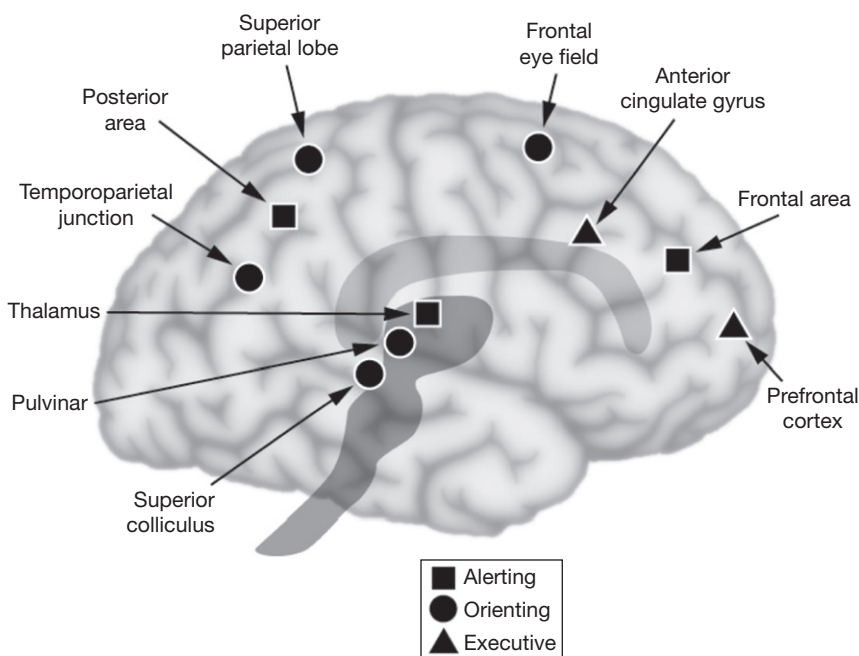 Superior
parietal lobe
Frontal
eye field
Anterior
cingulate gyrus
Posterior
area
Temporoparietal
junction
Frontal area
Thalamus
Pulvinar
Prefrontal
cortex
Superior
colliculus
Alerting
Orienting
Executive